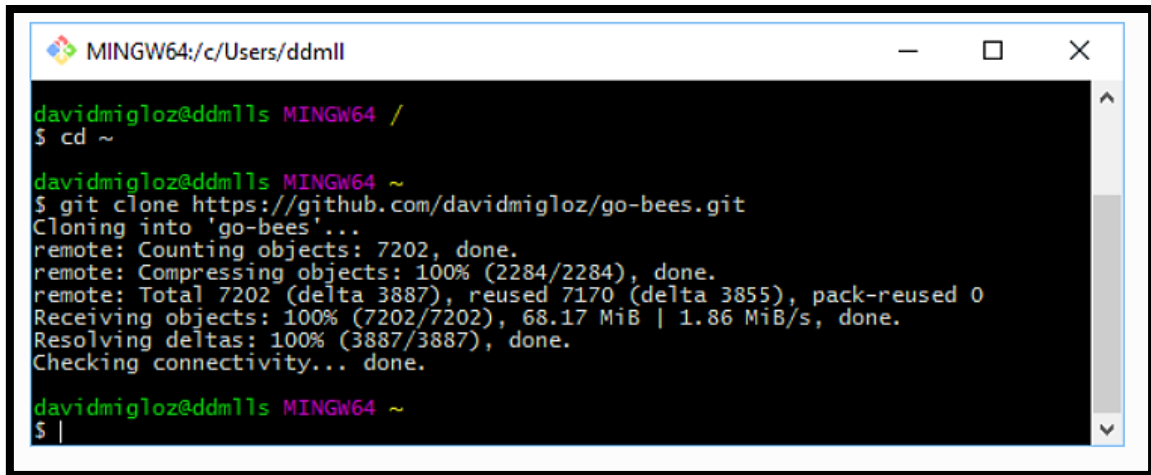 MINGW64:/c/Users/ddmll
davidmigloz@ddmlls MINGW64 /
$ cd ~
davidmigloz@ddmlls MINGW64 ~
$ git clone https://github.com/davidmigloz/go-bees.git
Cloning into 'go-bees'...
remote: Counting objects: 7202, done.
remote: Compressing objects: 100% (2284/2284), done.
remote: Total 7202 (delta 3887), reused 7170 (delta 3855), pack-reused 0
Receiving objects: 100% (7202/7202), 68.17 MiB | 1.86 MiB/s, done.
Resolving deltas: 100% (3887/3887), done.
Checking connectivity... done.
davidmigloz@ddmlls MINGW64 ~
$